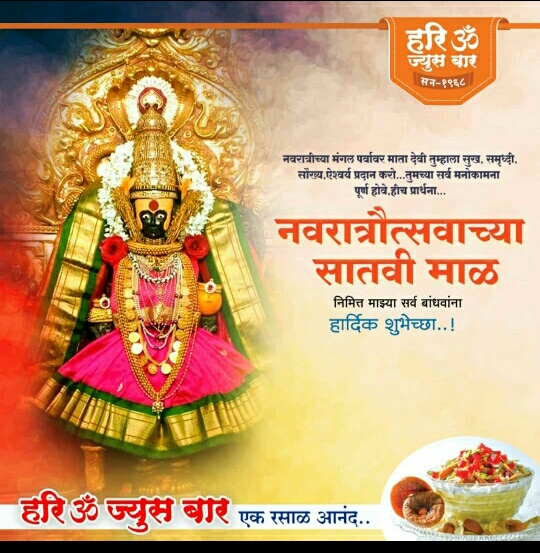 हरि ॐ
ज्युस बार
सन-१९६८
नवरात्रीच्या मंगल पर्वावर माता देवी तुम्हाला सुख, समृध्दी,
सौख्य,ऐश्वर्य प्रदान करो...तुमच्या सर्व मनोकामना
पूर्ण होवे,हीच प्रार्थना...
नवरात्रौत्सवाच्या
सातवी माळ
निमित्त माझ्या सर्व बांधवांना
हार्दिक शुभेच्छा..!
हरि ॐ ज्युस बार एक रसाळ आनंद..